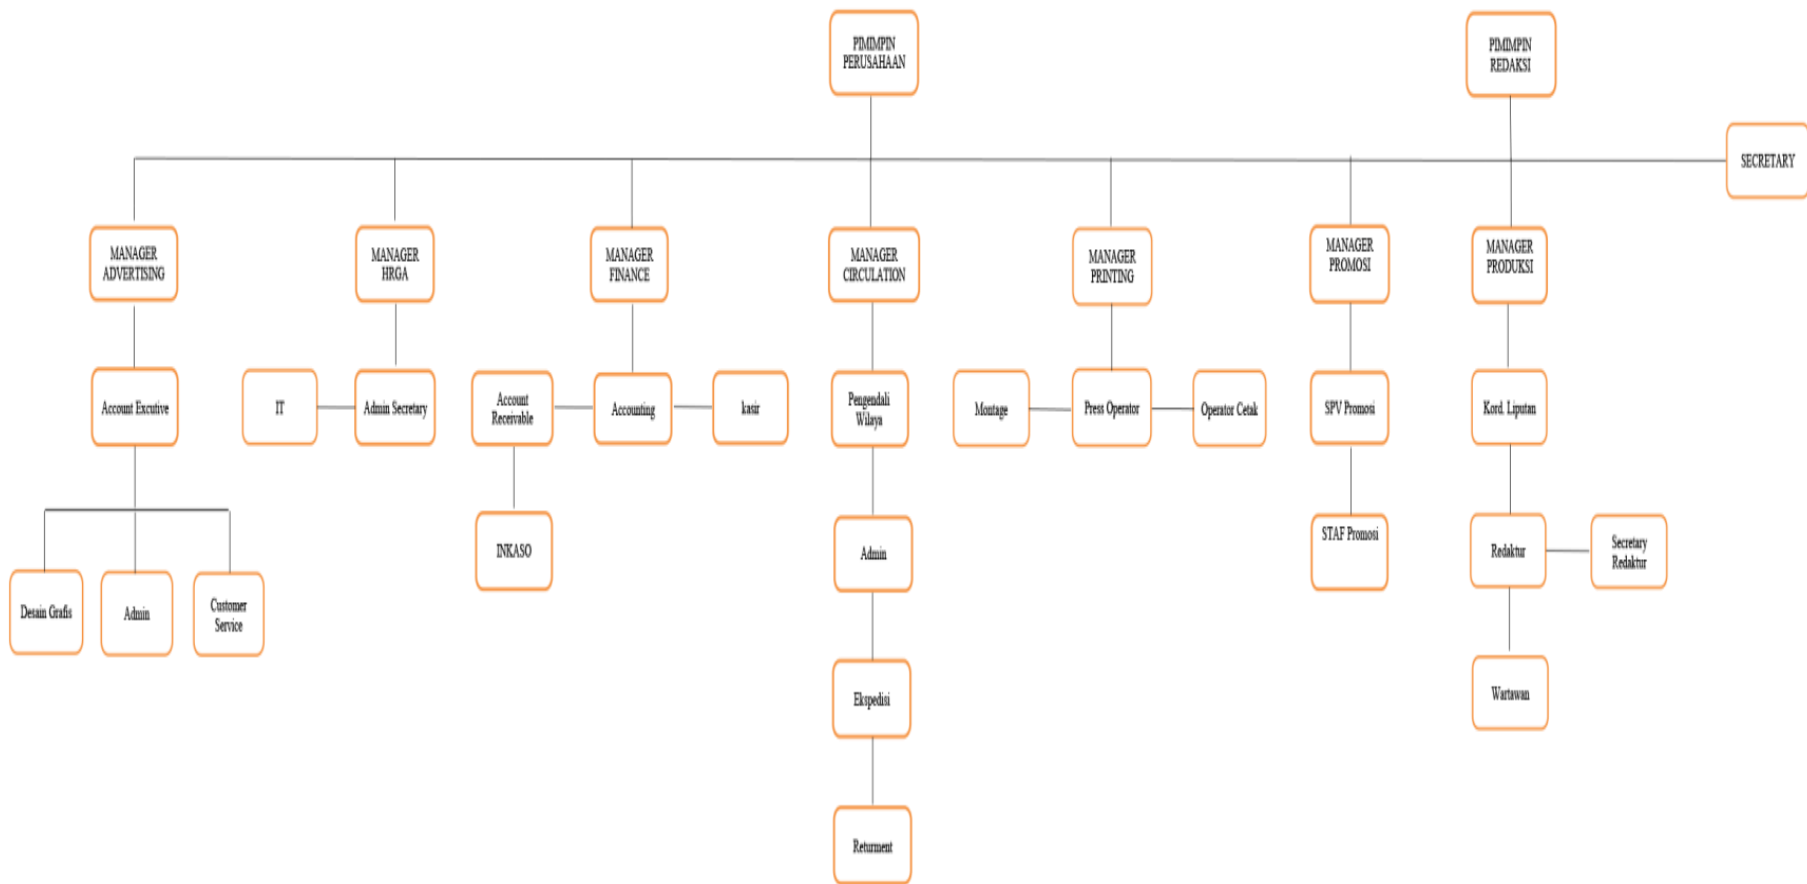 PIMIMPIN
PERUSAHAAN
PIMIMPIN
REDAKSI
SECRETARY
MANAGER
ADVERTISING
MANAGER
HRGA
MANAGER
FINANCE
MANAGER
CIRCULATION
MANAGER
PRINTING
MANAGER
PROMOSI
MANAGER
PRODUKSI
Account Excutive
IT
Admin Secretary
Account
Receivable
Accounting
kasir
Pengendali
Wilaya
Montage
Press Operator
Operator Cetak
SPV Promosi
Kord. Liputan
INKASO
Admin
STAF Promosi
Redaktur
Secretary
Redaktur
Desain Grafis
Admin
Customer
Service
Ekspedisi
Wartawan
Returment